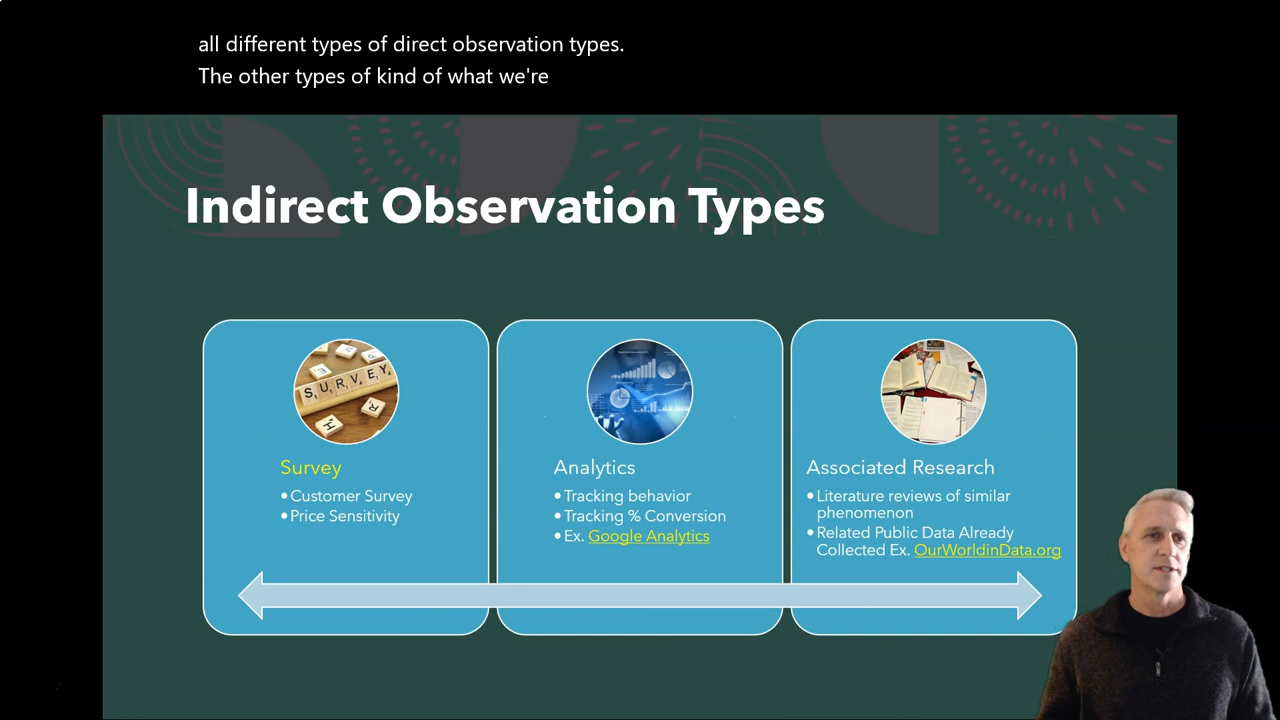 all different types of direct observation types.
The other types of kind of what we're
Indirect Observation Types
SURVEY
Survey
•Customer Survey
•Price Sensitivity
Analytics
•Tracking behavior
•Tracking % Conversion
•Ex. Google Analytics
Associated Research
•Literature reviews of similar
phenomenon
•Related Public Data Already
Collected Ex. OurWorldinData.org